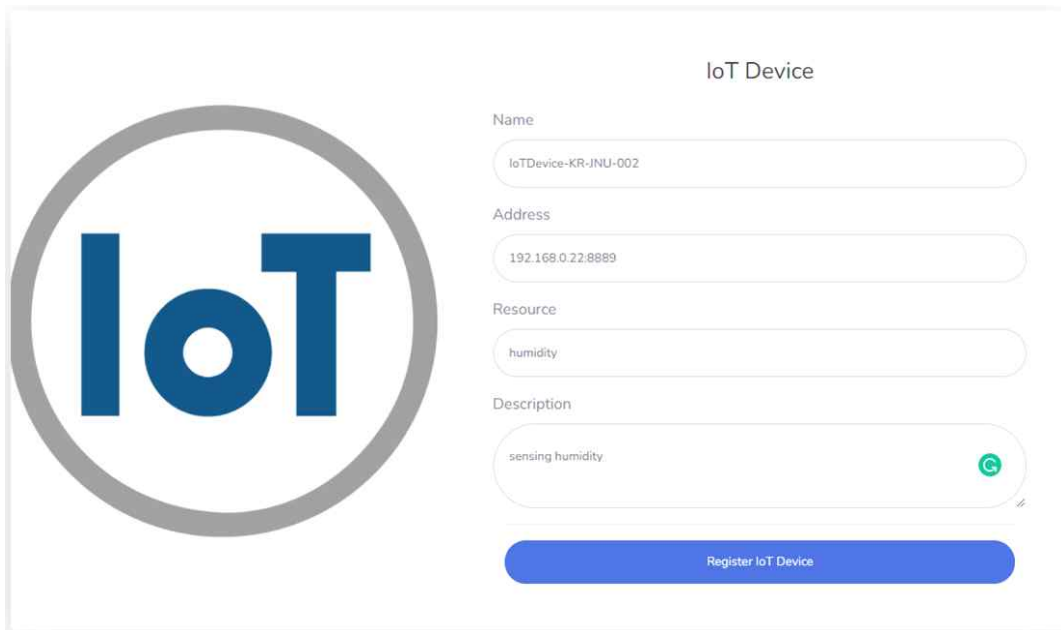 IoT
IoT Device
Name
IoTDevice-KR-JNU-002
Address
192.168.0.22:8889
Resource
humidity
Description
sensing humidity
Register IoT Device